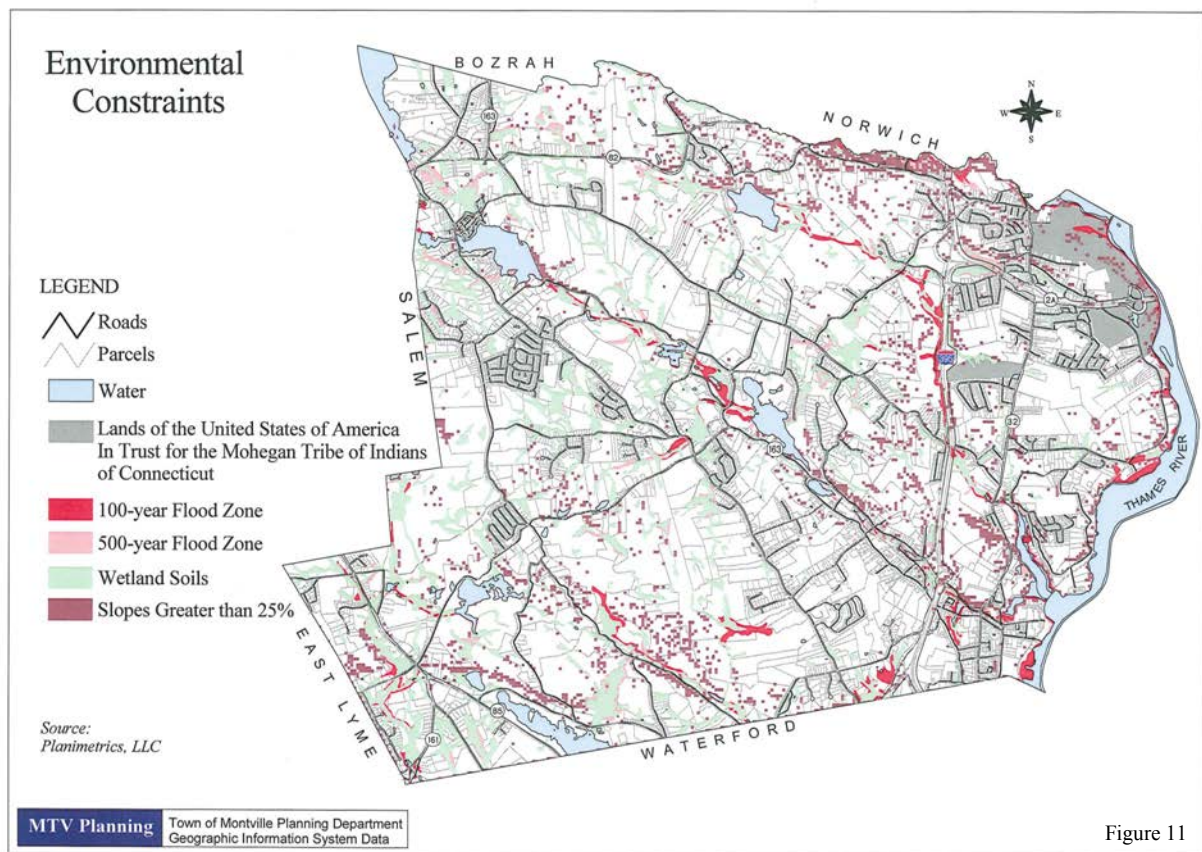 Environmental
Constraints
BOZRAH
NORWICH
N
W E
S
163
82
SALEM
2A
395
32
163
THAMES RIVER
LEGEND
Roads
Parcels
Water
Lands of the United States of America
In Trust for the Mohegan Tribe of Indians
of Connecticut
100-year Flood Zone
500-year Flood Zone
Wetland Soils
Slopes Greater than 25%
EAST LYME
85
161
WATERFORD
Source:
Planimetrics, LLC
MTV Planning
Town of Montville Planning Department
Geographic Information System Data
Figure 11